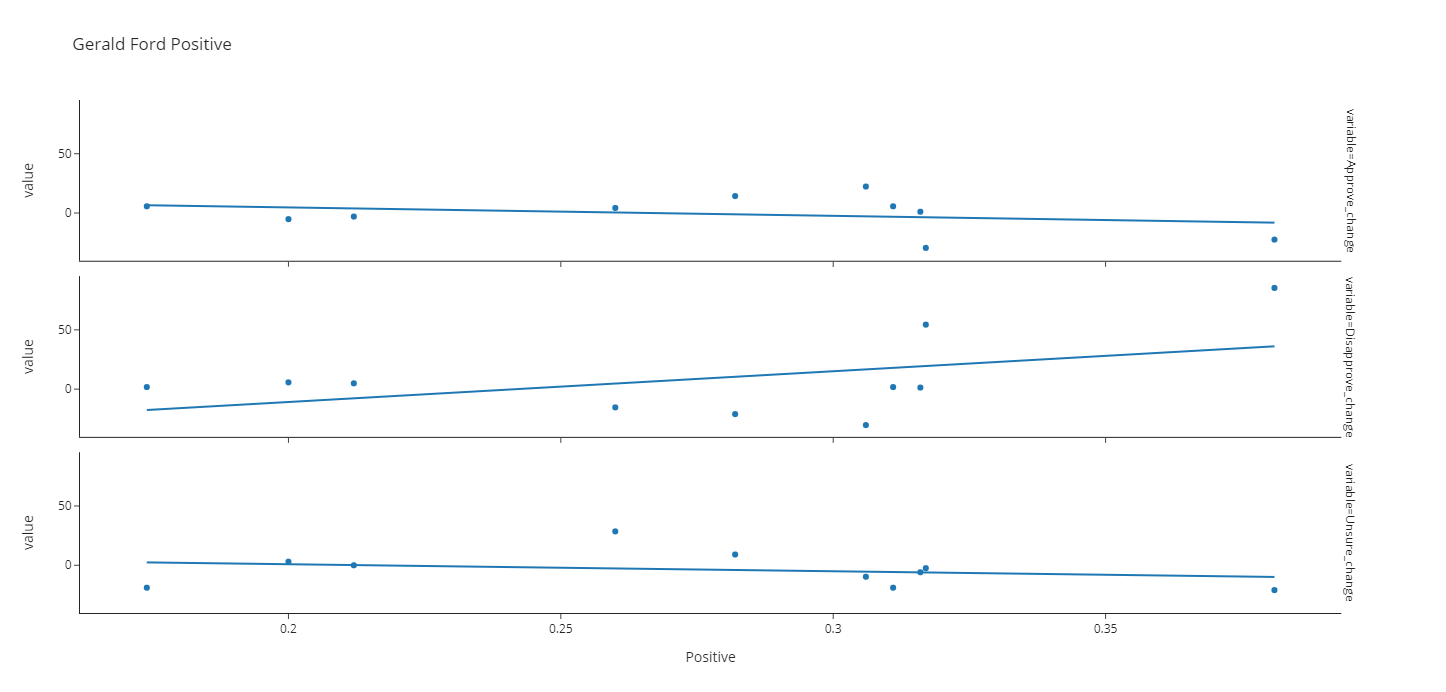 Gerald Ford Positive
value
50
0
variable=Approve_change
value
50
0
variable=Disapprove_change
value
50
0
variable=Unsure_change
0.2 0.25 0.3 0.35
Positive